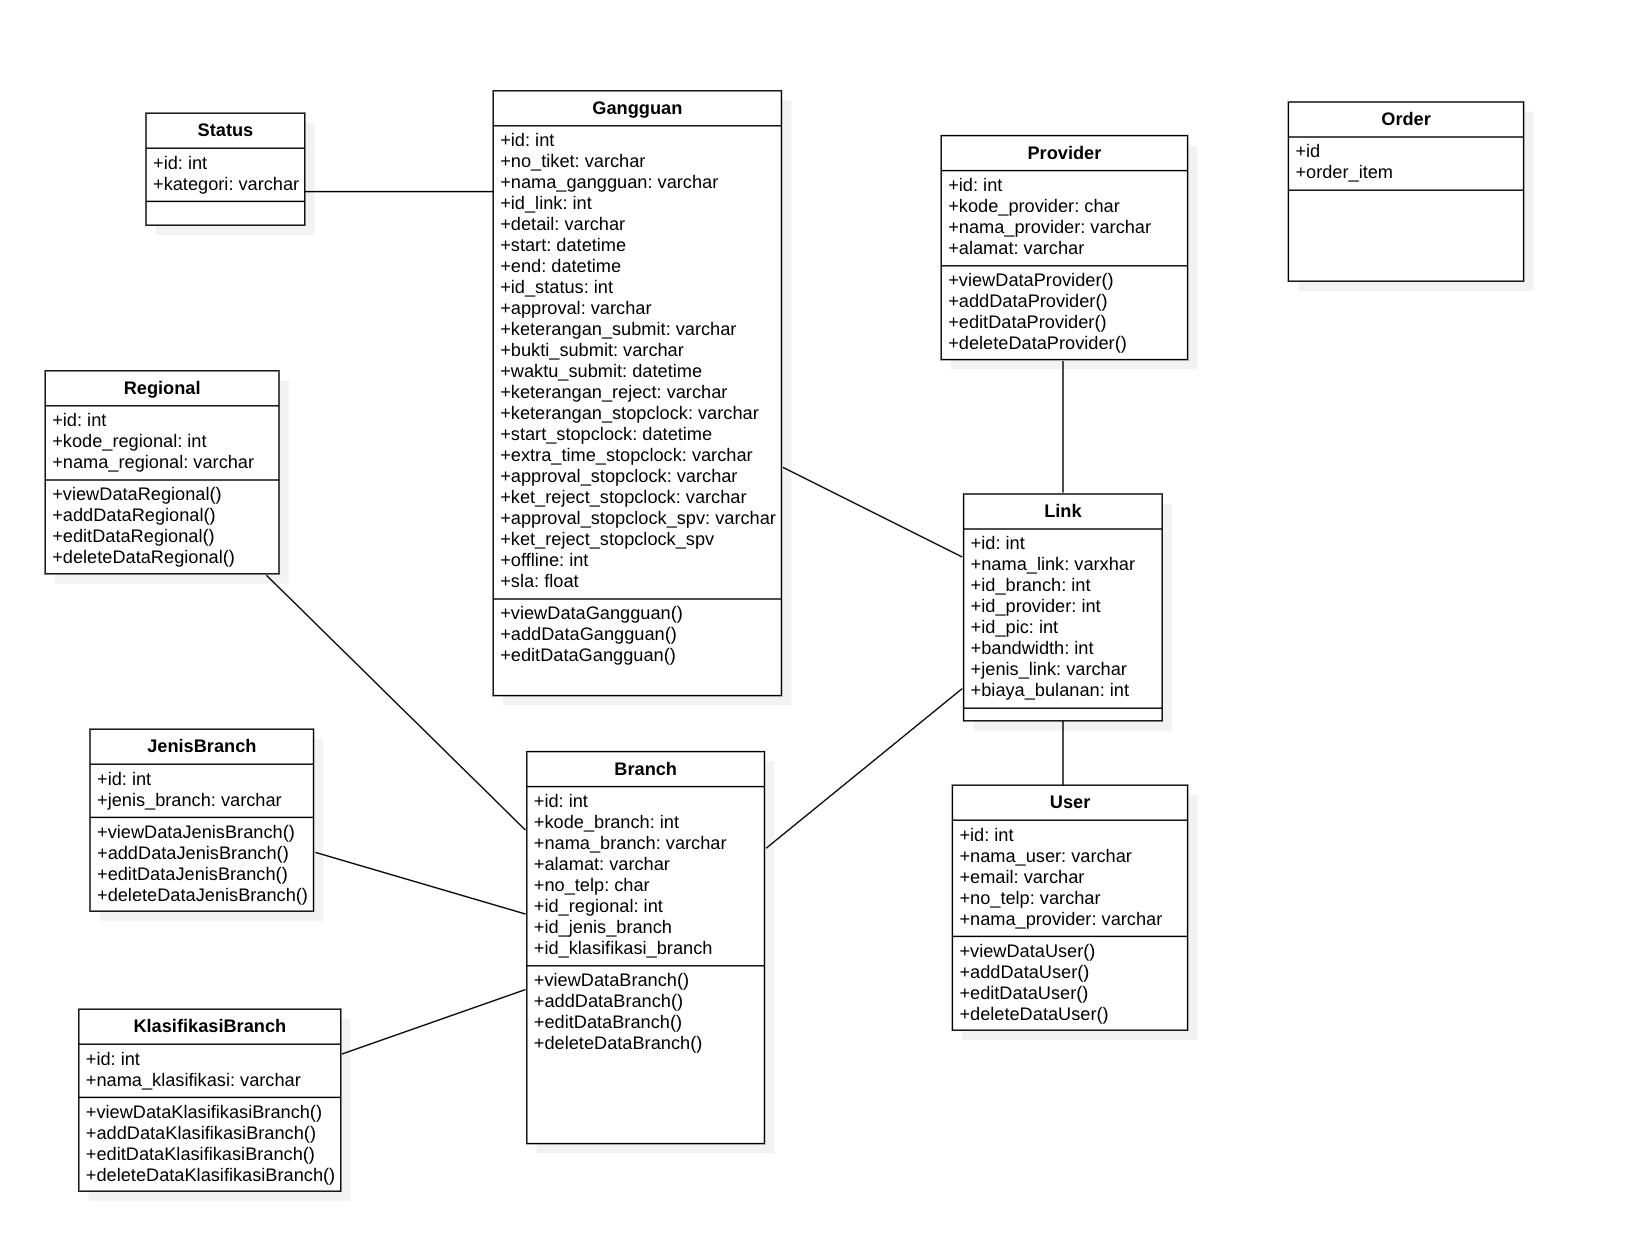 Status
+id: int
+kategori: varchar
Gangguan
+id: int
+no_tiket: varchar
+nama_gangguan: varchar
+id_link: int
+detail: varchar
+start: datetime
+end: datetime
+id_status: int
+approval: varchar
+keterangan_submit: varchar
+bukti_submit: varchar
+waktu_submit: datetime
+keterangan_reject: varchar
+keterangan_stopclock: varchar
+start_stopclock: datetime
+extra_time_stopclock: varchar
+approval_stopclock: varchar
+ket_reject_stopclock: varchar
+approval_stopclock_spv: varchar
+ket_reject_stopclock_spv
+offline: int
+sla: float
+viewDataGangguan()
+addDataGangguan()
+editDataGangguan()
Provider
+id: int
+kode_provider: char
+nama_provider: varchar
+alamat: varchar
+viewDataProvider()
+addDataProvider()
+editDataProvider()
+deleteDataProvider()
Order
+id
+order_item
Regional
+id: int
+kode_regional: int
+nama_regional: varchar
+viewDataRegional()
+addDataRegional()
+editDataRegional()
+deleteDataRegional()
Link
+id: int
+nama_link: varxhar
+id_branch: int
+id_provider: int
+id_pic: int
+bandwidth: int
+jenis_link: varchar
+biaya_bulanan: int
JenisBranch
+id: int
+jenis_branch: varchar
+viewDataJenisBranch()
+addDataJenisBranch()
+editDataJenisBranch()
+deleteDataJenisBranch()
Branch
+id: int
+kode_branch: int
+nama_branch: varchar
+alamat: varchar
+no_telp: char
+id_regional: int
+id_jenis_branch
+id_klasifikasi_branch
+viewDataBranch()
+addDataBranch()
+editDataBranch()
+deleteDataBranch()
User
+id: int
+nama_user: varchar
+email: varchar
+no_telp: varchar
+nama_provider: varchar
+viewDataUser()
+addDataUser()
+editDataUser()
+deleteDataUser()
KlasifikasiBranch
+id: int
+nama_klasifikasi: varchar
+viewDataKlasifikasiBranch()
+addDataKlasifikasiBranch()
+editDataKlasifikasiBranch()
+deleteDataKlasifikasiBranch()